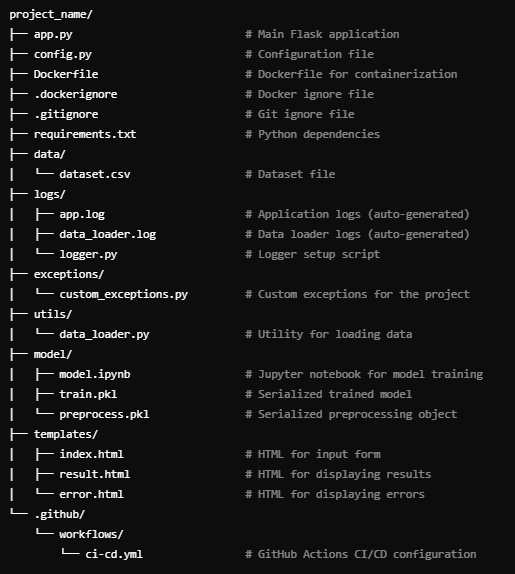 project_name/
├── app.py                          # Main Flask application
├── config.py                       # Configuration file
├── Dockerfile                      # Dockerfile for containerization
├── .dockerignore                   # Docker ignore file
├── .gitignore                      # Git ignore file
├── requirements.txt                # Python dependencies
├── data/
│   └── dataset.csv                 # Dataset file
├── logs/
│   ├── app.log                     # Application logs (auto-generated)
│   ├── data_loader.log             # Data loader logs (auto-generated)
│   └── logger.py                   # Logger setup script
├── exceptions/
│   └── custom_exceptions.py        # Custom exceptions for the project
├── utils/
│   └── data_loader.py              # Utility for loading data
├── model/
│   ├── model.ipynb                 # Jupyter notebook for model training
│   ├── train.pkl                   # Serialized trained model
│   └── preprocess.pkl              # Serialized preprocessing object
├── templates/
│   ├── index.html                  # HTML for input form
│   ├── result.html                 # HTML for displaying results
│   └── error.html                  # HTML for displaying errors
└── .github/
    └── workflows/
        └── ci-cd.yml               # GitHub Actions CI/CD configuration